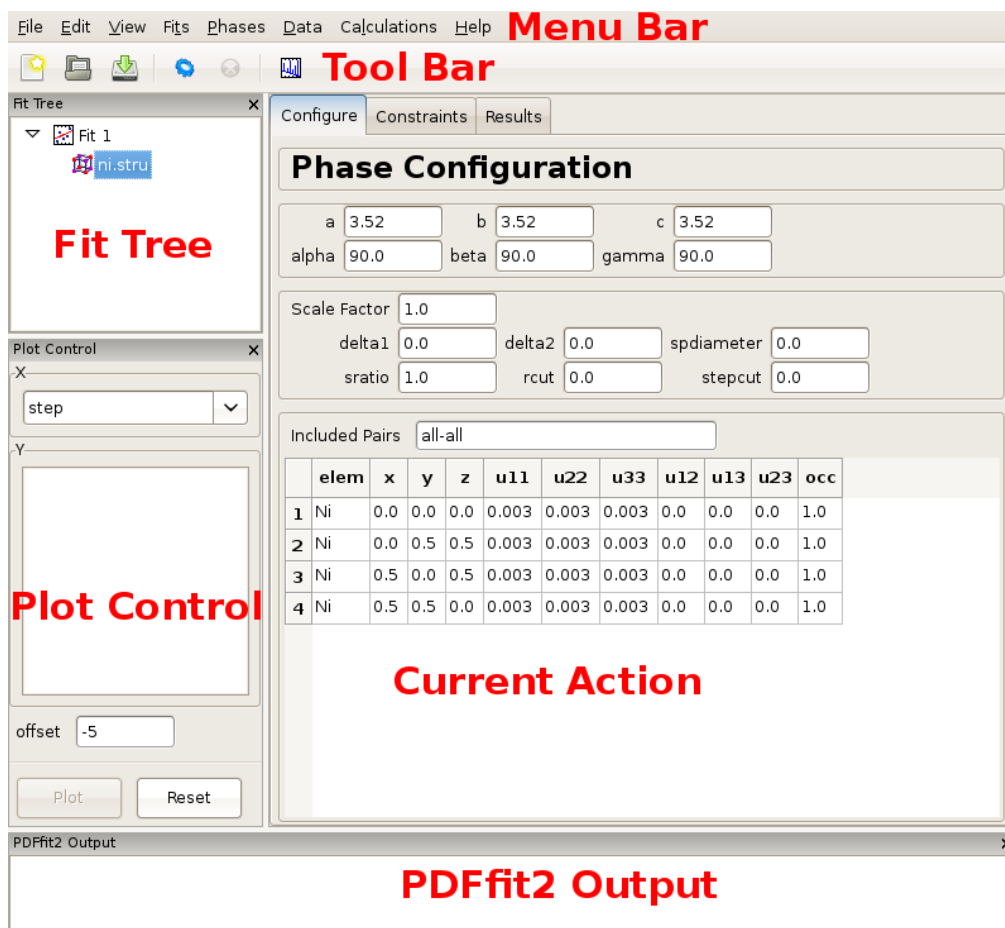 File Edit View Fits Phases Data Calculations Help Menu Bar
Tool Bar
Fit Tree x
Fit 1
ni.stru
Fit Tree
Plot Control x
X
step
Y
Plot Control
offset -5
Plot Reset
Configure Constraints Results
Phase Configuration
a 3.52 b 3.52 c 3.52
alpha 90.0 beta 90.0 gamma 90.0
Scale Factor 1.0
delta1 0.0 delta2 0.0 spdiameter 0.0
sratio 1.0 rcut 0.0 stepcut 0.0
Included Pairs all-all
elem x y z u11 u22 u33 u12 u13 u23 occ
1 Ni 0.0 0.0 0.0 0.003 0.003 0.003 0.0 0.0 0.0 1.0
2 Ni 0.0 0.5 0.5 0.003 0.003 0.003 0.0 0.0 0.0 1.0
3 Ni 0.5 0.0 0.5 0.003 0.003 0.003 0.0 0.0 0.0 1.0
4 Ni 0.5 0.5 0.0 0.003 0.003 0.003 0.0 0.0 0.0 1.0
Current Action
PDFfit2 Output
PDFfit2 Output